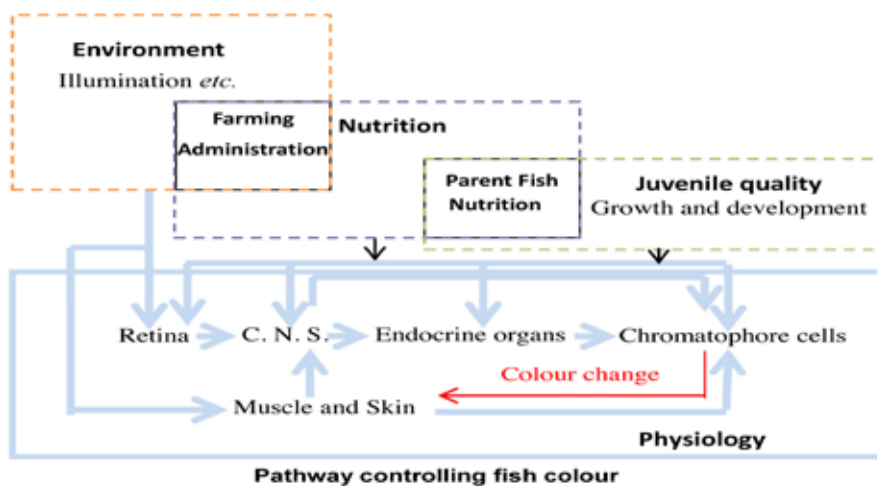 Environment
Illumination etc.
Farming
Administration
Nutrition
Parent Fish
Nutrition
Juvenile quality
Growth and development
Retina
C. N. S.
Endocrine organs
Chromatophore cells
Colour change
Muscle and Skin
Physiology
Pathway controlling fish colour